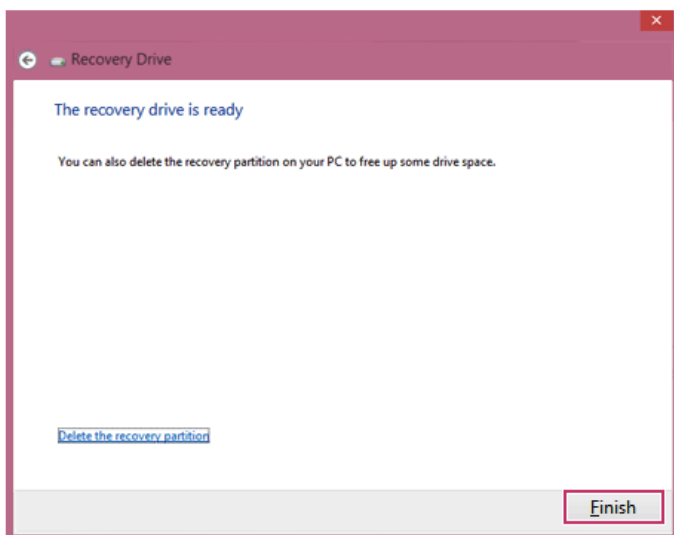 Recovery Drive
The recovery drive is ready
You can also delete the recovery partition on your PC to free up some drive space.
Delete the recovery partition
Finish